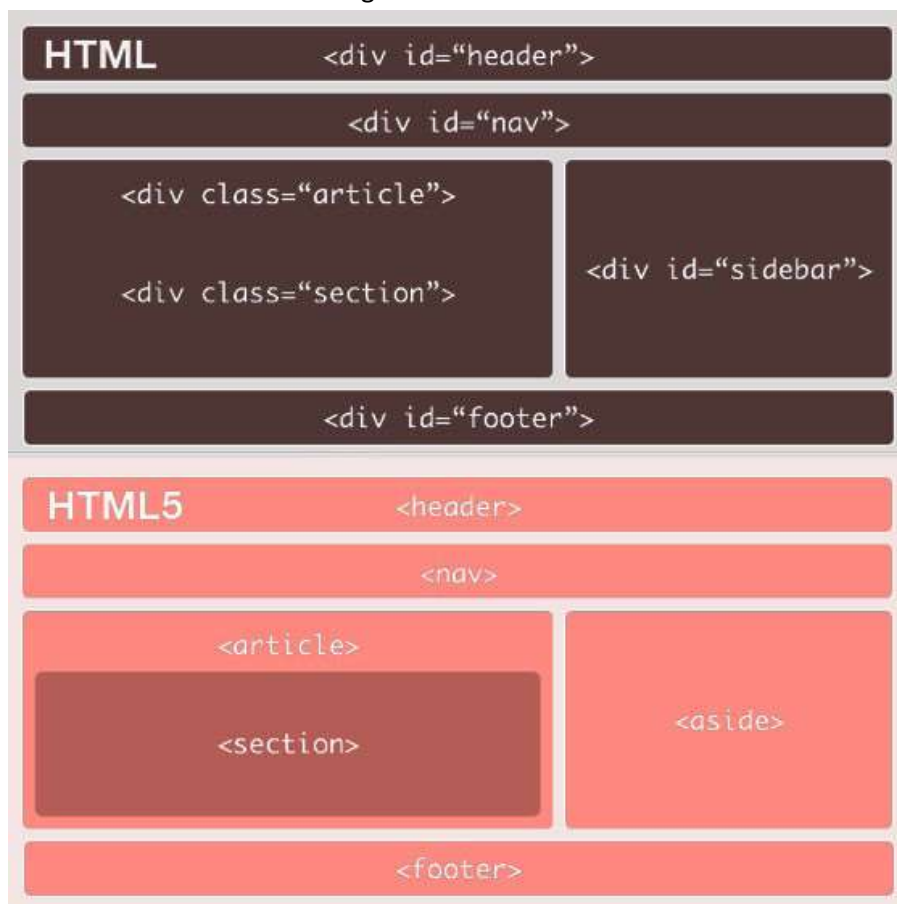 HTML <div id=“header”>
<div id=“nav”>
<div class=“article”>
<div class=“section”>
<div id=“sidebar”>
<div id=“footer”>
HTML5 <header>
<nav>
<article>
<section>
<aside>
<footer>